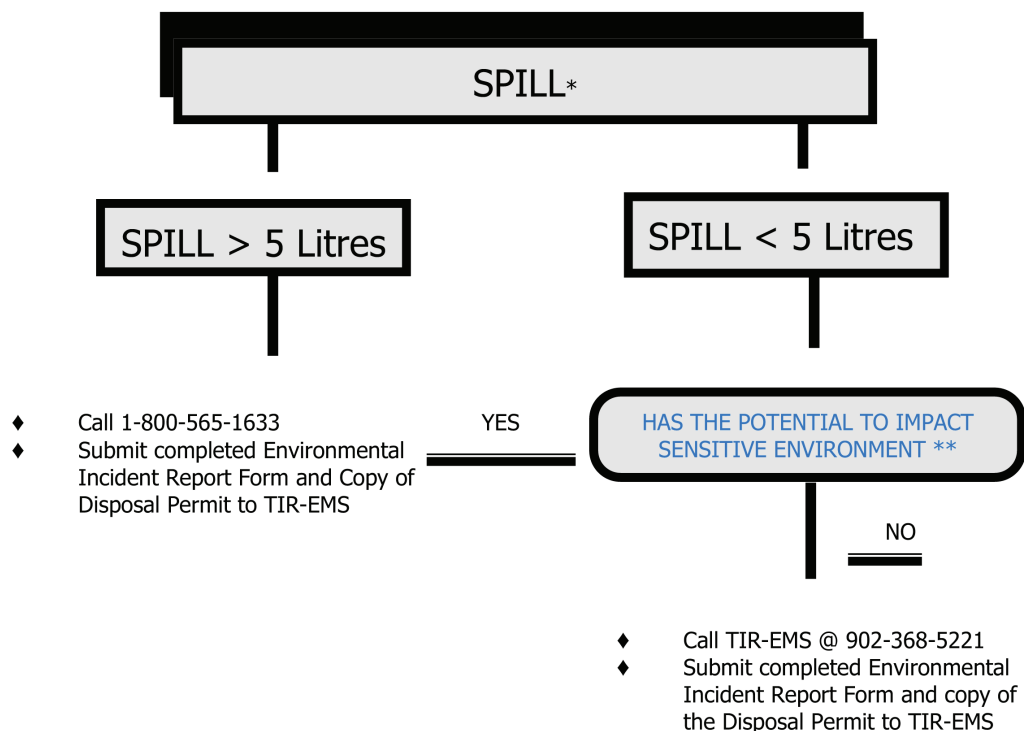 SPILL*
SPILL > 5 Litres
SPILL < 5 Litres
♦ Call 1-800-565-1633
♦ Submit completed Environmental
Incident Report Form and Copy of
Disposal Permit to TIR-EMS
YES
HAS THE POTENTIAL TO IMPACT
SENSITIVE ENVIRONMENT **
NO
♦ Call TIR-EMS @ 902-368-5221
♦ Submit completed Environmental
Incident Report Form and copy of
the Disposal Permit to TIR-EMS